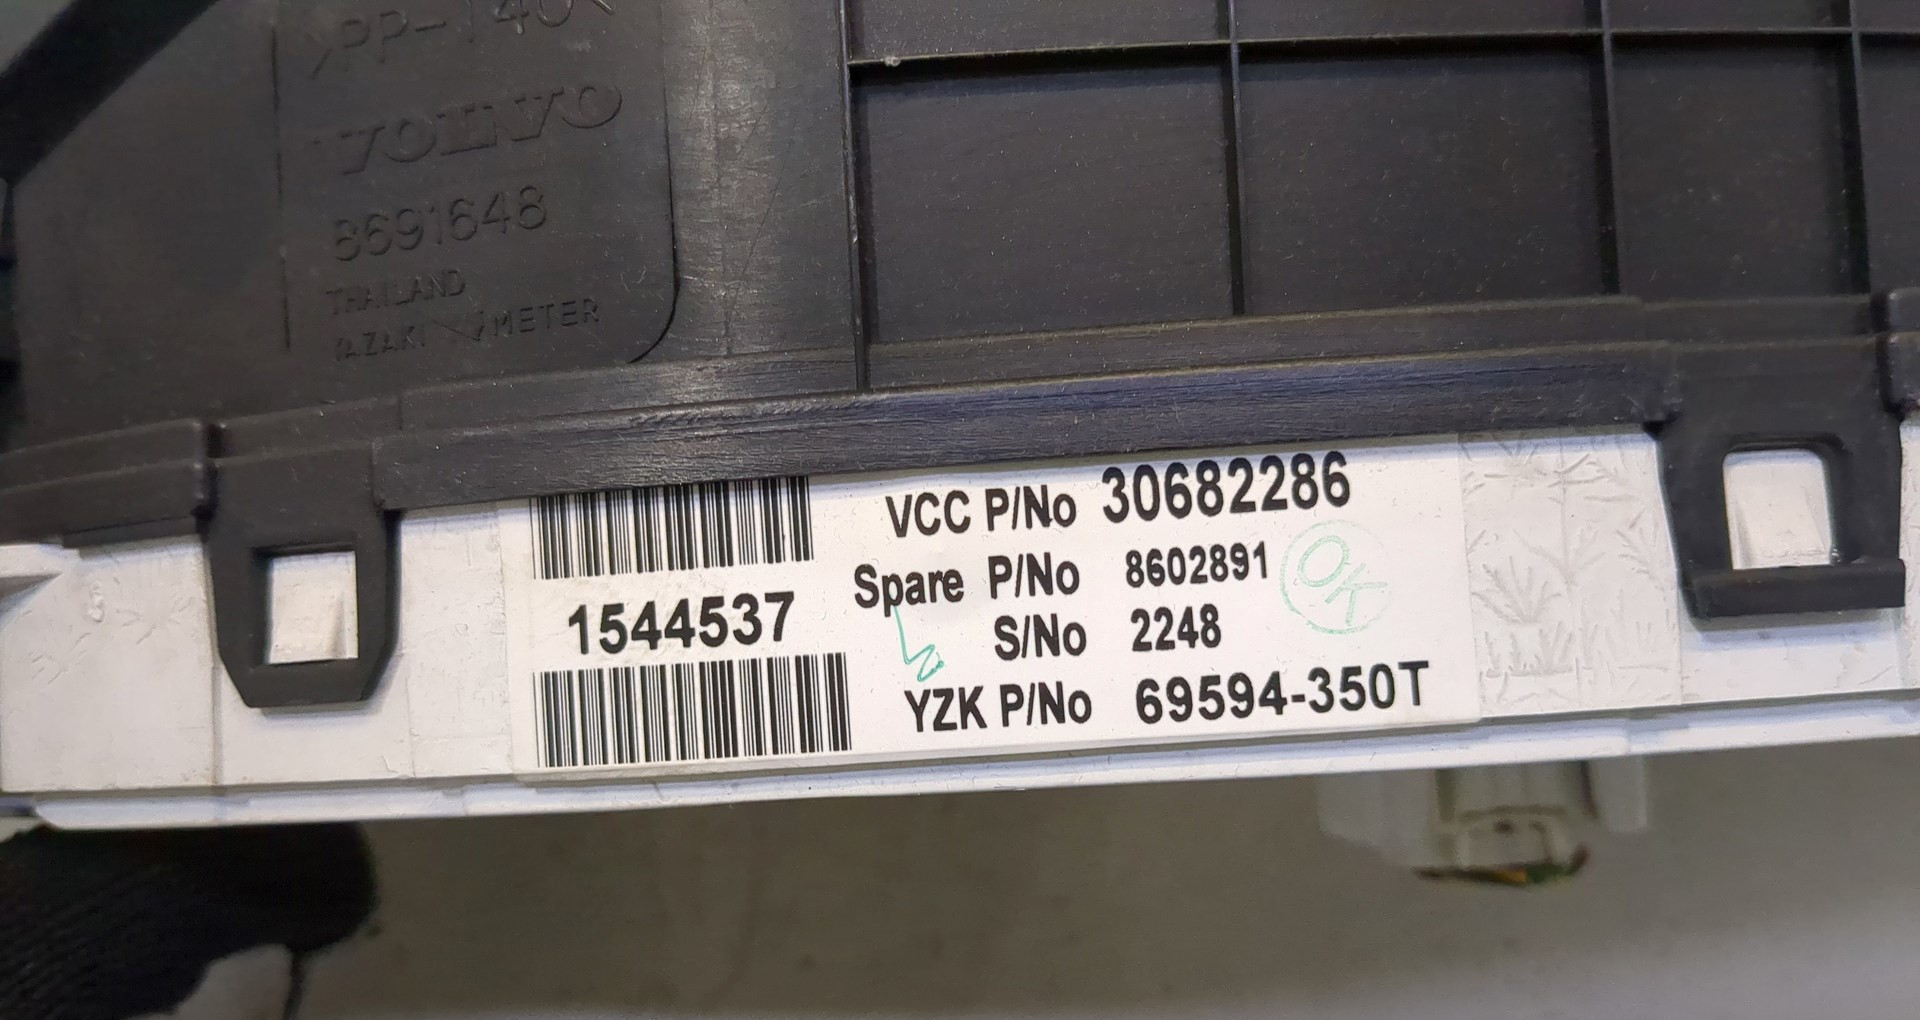 >PP-T40<
VOLVO
8691648
THAILAND
METER
VCC P/No 30682286
Spare P/No 8602891
OK
1544537
S/No 2248
YZK P/No 69594-350T